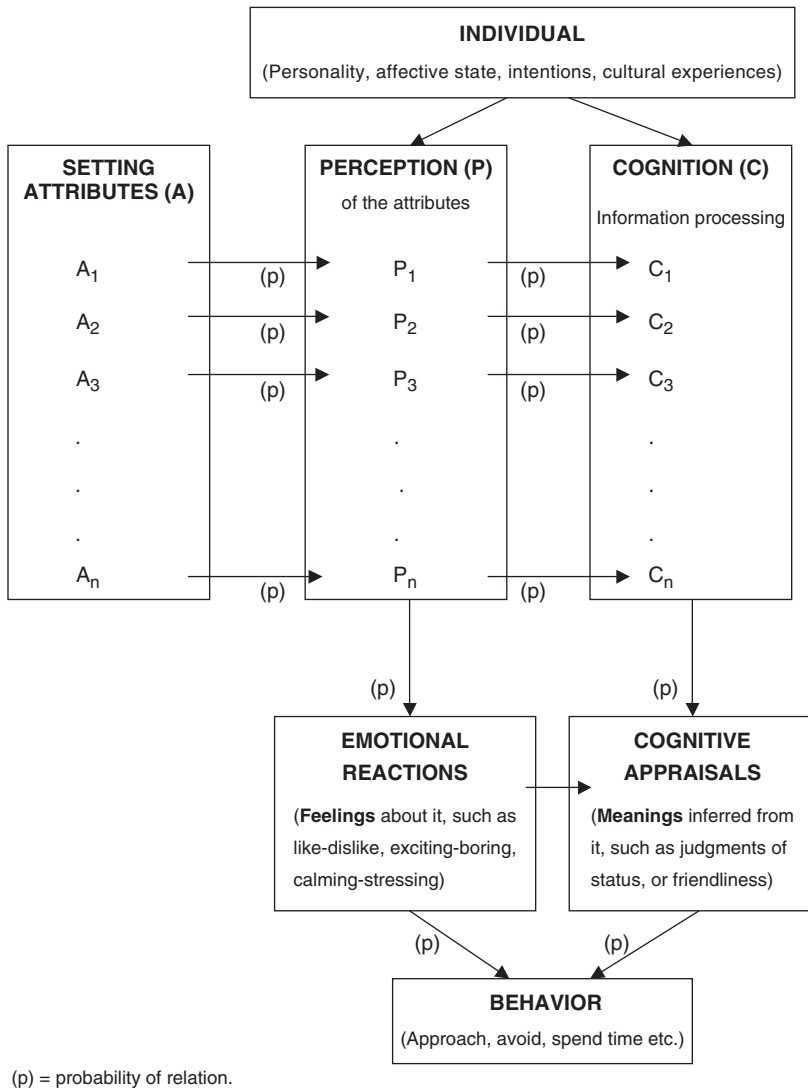 INDIVIDUAL
(Personality, affective state, intentions, cultural experiences)
SETTING
ATTRIBUTES (A)
PERCEPTION (P)
of the attributes
COGNITION (C)
Information processing
A1 (p) P1 (p) C1
A2 (p) P2 (p) C2
A3 (p) P3 (p) C3
. . .
. . .
. . .
An (p) Pn (p) Cn
(p) (p)
EMOTIONAL
REACTIONS
(Feelings about it, such as
like-dislike, exciting-boring,
calming-stressing)
COGNITIVE
APPRAISALS
(Meanings inferred from
it, such as judgments of
status, or friendliness)
(p) (p)
BEHAVIOR
(Approach, avoid, spend time etc.)
(p) = probability of relation.